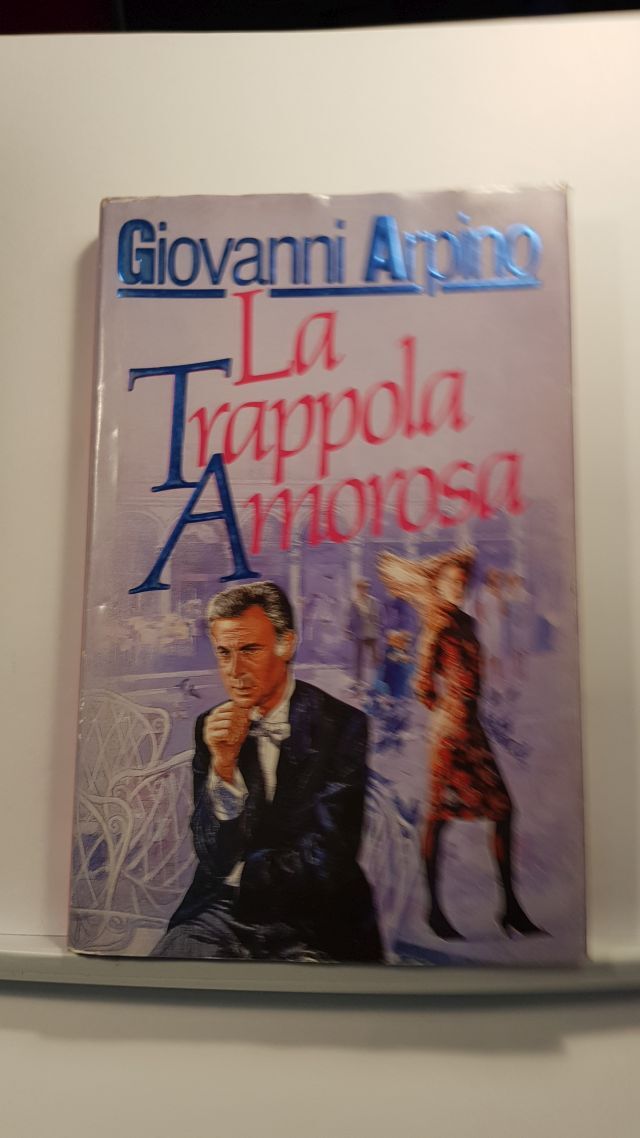 Giovanni Arpino
La
Trappola
Amorosa